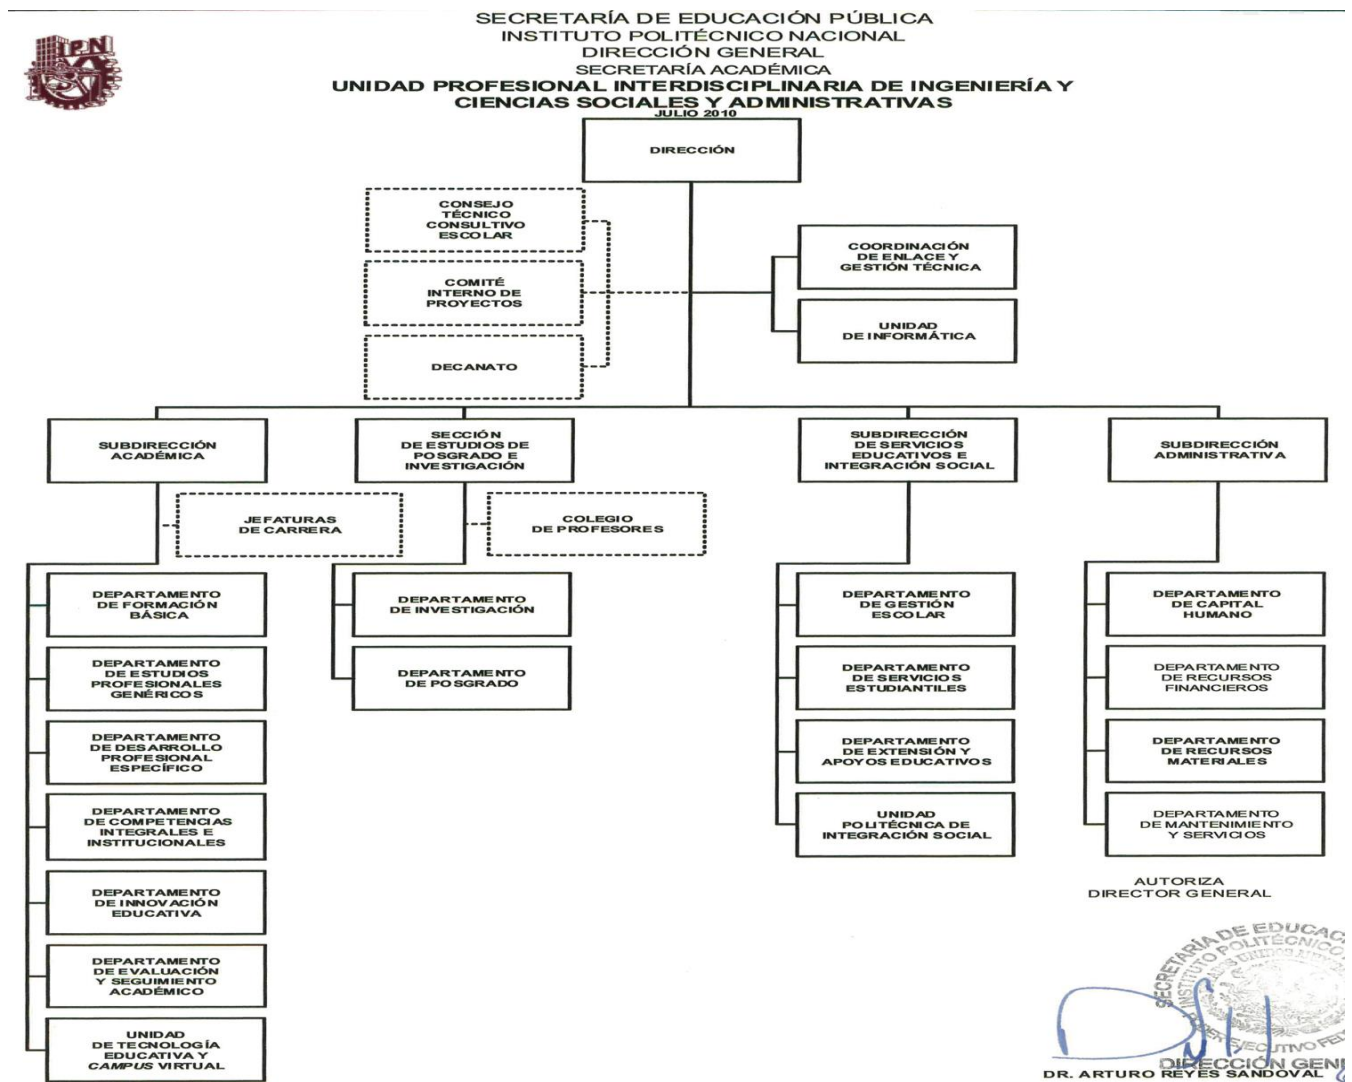 IPN
SECRETARÍA DE EDUCACIÓN PÚBLICA
INSTITUTO POLITÉCNICO NACIONAL
DIRECCIÓN GENERAL
SECRETARÍA ACADÉMICA
UNIDAD PROFESIONAL INTERDISCIPLINARIA DE INGENIERÍA Y
CIENCIAS SOCIALES Y ADMINISTRATIVAS
JULIO 2010
DIRECCIÓN
CONSEJO
TÉCNICO
CONSULTIVO
ESCOLAR
COMITÉ
INTERNO DE
PROYECTOS
DECANATO
COORDINACIÓN
DE ENLACE Y
GESTIÓN TÉCNICA
UNIDAD
DE INFORMÁTICA
SUBDIRECCIÓN
ACADÉMICA
SECCIÓN
DE ESTUDIOS DE
POSGRADO E
INVESTIGACIÓN
SUBDIRECCIÓN
DE SERVICIOS
EDUCATIVOS E
INTEGRACIÓN SOCIAL
SUBDIRECCIÓN
ADMINISTRATIVA
JEFATURAS
DE CARRERA
COLEGIO
DE PROFESORES
DEPARTAMENTO
DE FORMACIÓN
BÁSICA
DEPARTAMENTO
DE ESTUDIOS
PROFESIONALES
GENÉRICOS
DEPARTAMENTO
DE DESARROLLO
PROFESIONAL
ESPECÍFICO
DEPARTAMENTO
DE COMPETENCIAS
INTEGRALES E
INSTITUCIONALES
DEPARTAMENTO
DE INNOVACIÓN
EDUCATIVA
DEPARTAMENTO
DE EVALUACIÓN
Y SEGUIMIENTO
ACADÉMICO
UNIDAD
DE TECNOLOGÍA
EDUCATIVA Y
CAMPUS VIRTUAL
DEPARTAMENTO
DE INVESTIGACIÓN
DEPARTAMENTO
DE POSGRADO
DEPARTAMENTO
DE GESTIÓN
ESCOLAR
DEPARTAMENTO
DE SERVICIOS
ESTUDIANTILES
DEPARTAMENTO
DE EXTENSIÓN Y
APOYOS EDUCATIVOS
UNIDAD
POLITÉCNICA DE
INTEGRACIÓN SOCIAL
DEPARTAMENTO
DE CAPITAL
HUMANO
DEPARTAMENTO
DE RECURSOS
FINANCIEROS
DEPARTAMENTO
DE RECURSOS
MATERIALES
DEPARTAMENTO
DE MANTENIMIENTO
Y SERVICIOS
AUTORIZA
DIRECTOR GENERAL
SECRETARÍA DE EDUCAC
INSTITUTO POLITÉCNICO
DIRECCIÓN GEN
DR. ARTURO REYES SANDOVAL